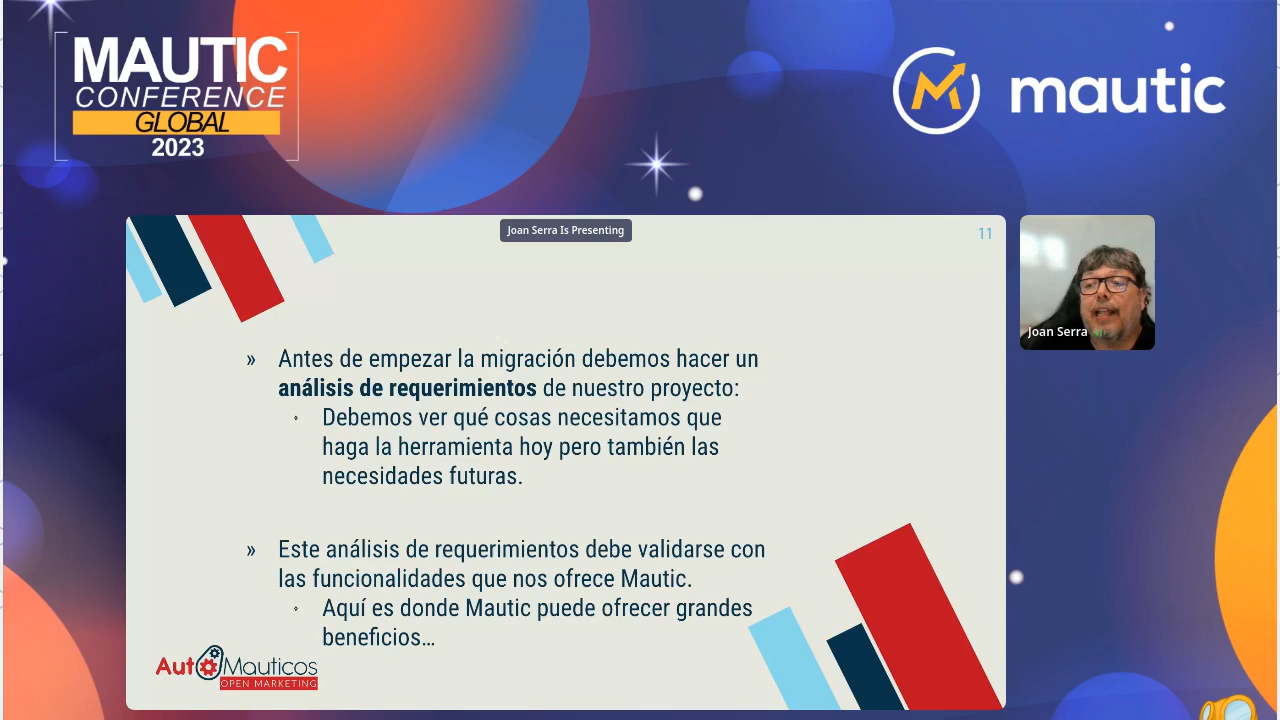 MAUTIC
CONFERENCE
GLOBAL
2023
mautic
Joan Serra Is Presenting
11
» Antes de empezar la migración debemos hacer un
análisis de requerimientos de nuestro proyecto:
Debemos ver qué cosas necesitamos que
haga la herramienta hoy pero también las
necesidades futuras.
» Este análisis de requerimientos debe validarse con
las funcionalidades que nos ofrece Mautic.
Aquí es donde Mautic puede ofrecer grandes
beneficios…
AutoMauticos
OPEN MARKETING
Joan Serra